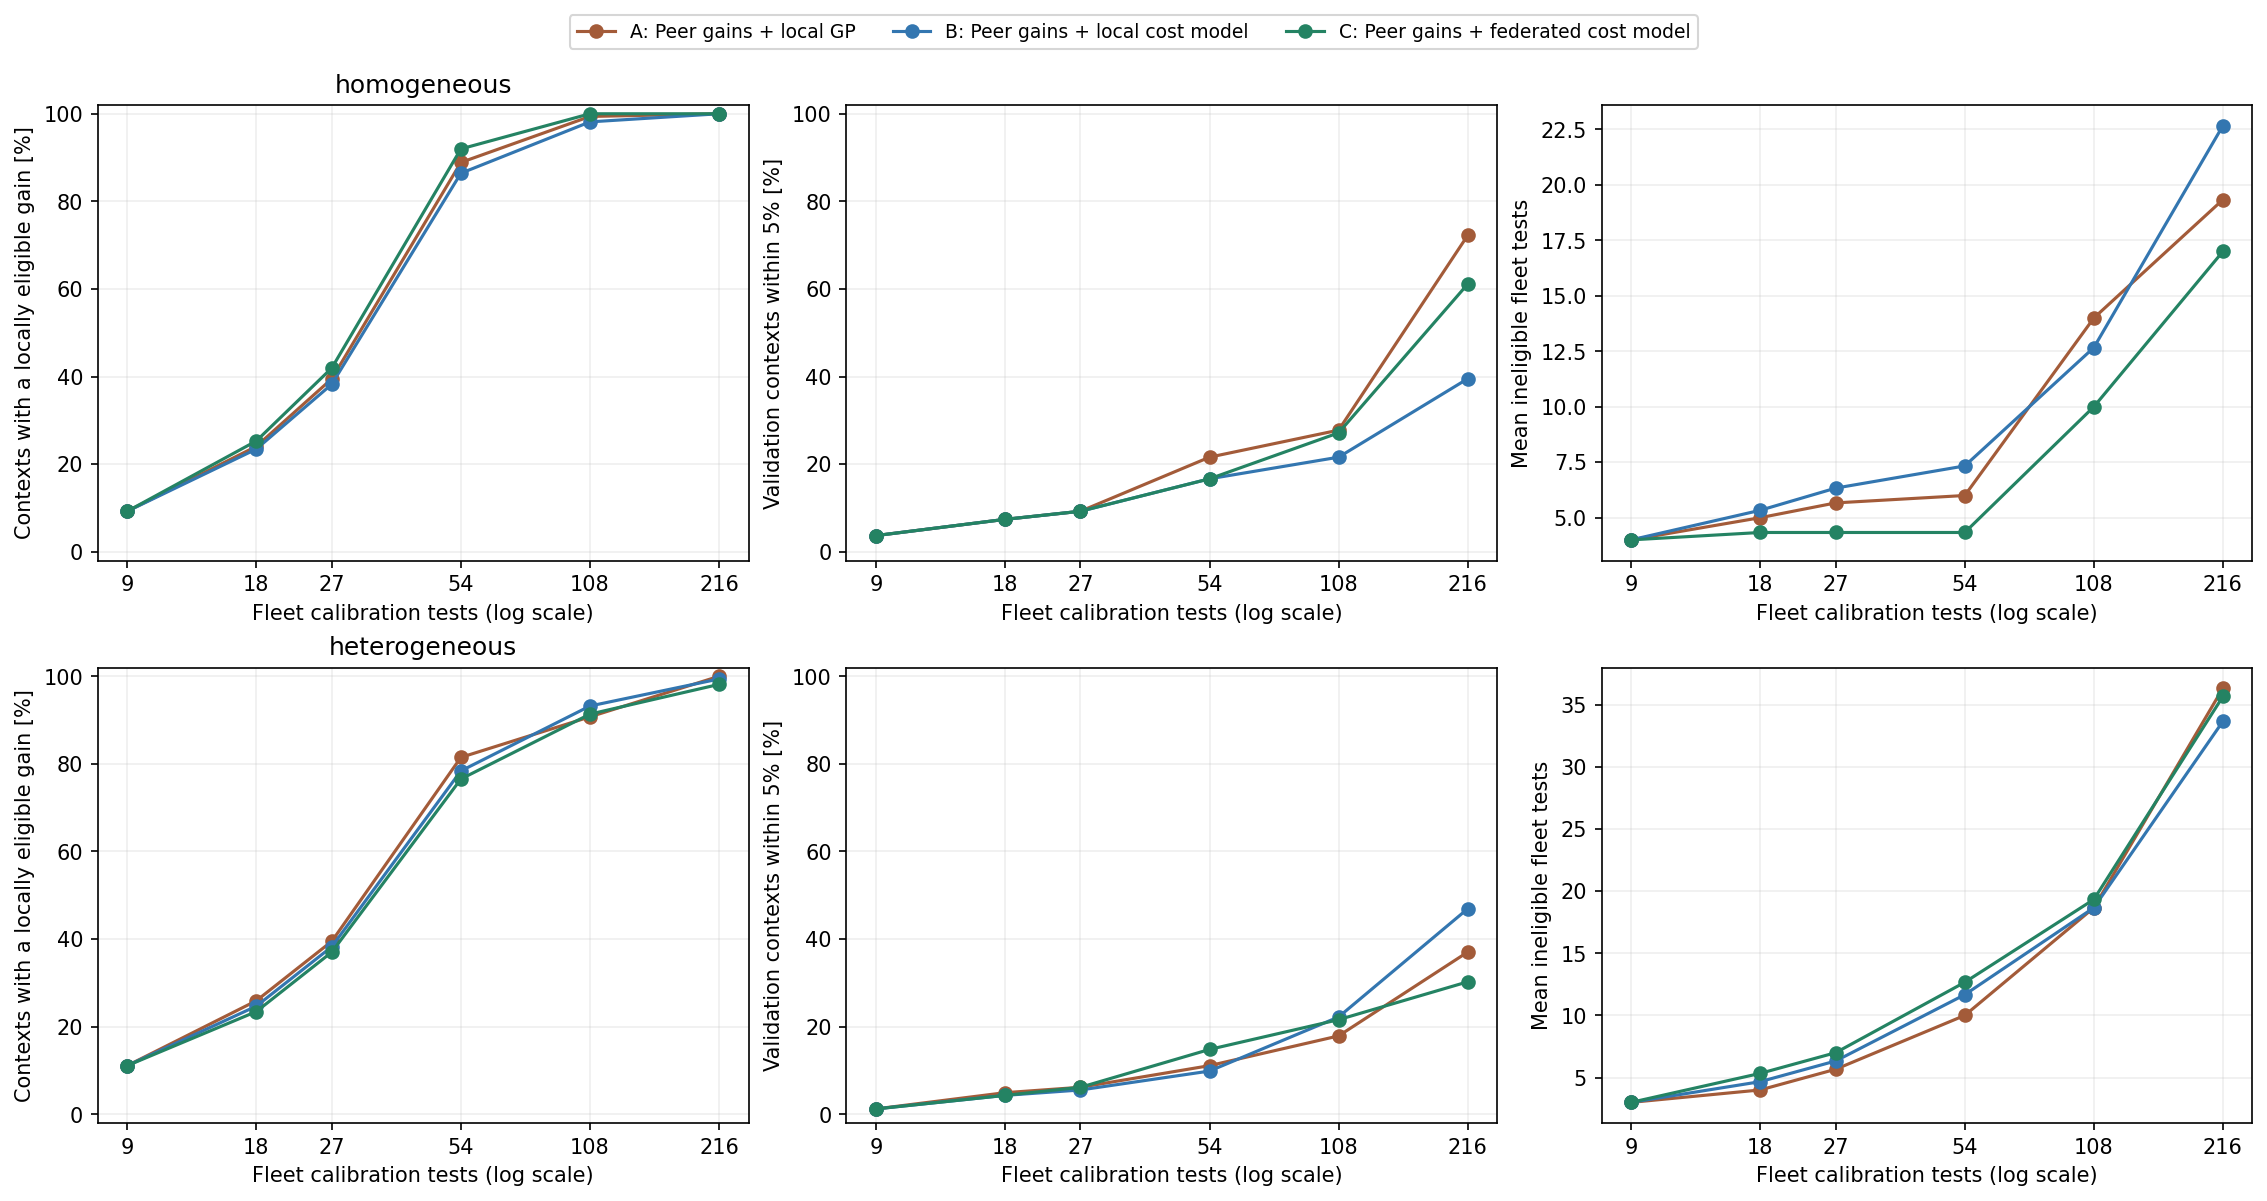 A: Peer gains + local GP
B: Peer gains + local cost model
C: Peer gains + federated cost model
homogeneous
Contexts with a locally eligible gain [%]
100
80
60
40
20
0
9 18 27 54 108 216
Fleet calibration tests (log scale)
Validation contexts within 5% [%]
100
80
60
40
20
0
9 18 27 54 108 216
Fleet calibration tests (log scale)
Mean ineligible fleet tests
22.5
20.0
17.5
15.0
12.5
10.0
7.5
5.0
9 18 27 54 108 216
Fleet calibration tests (log scale)
heterogeneous
Contexts with a locally eligible gain [%]
100
80
60
40
20
0
9 18 27 54 108 216
Fleet calibration tests (log scale)
Validation contexts within 5% [%]
100
80
60
40
20
0
9 18 27 54 108 216
Fleet calibration tests (log scale)
Mean ineligible fleet tests
35
30
25
20
15
10
5
9 18 27 54 108 216
Fleet calibration tests (log scale)